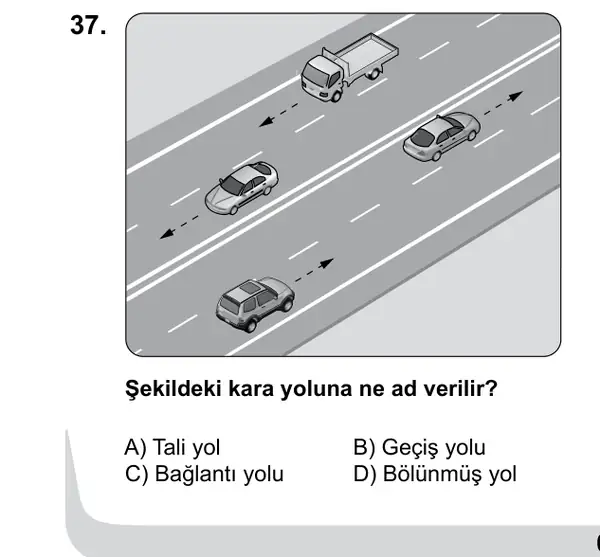 37.
Şekildeki kara yoluna ne ad verilir?
A) Tali yol B) Geçiş yolu
C) Bağlantı yolu D) Bölünmüş yol